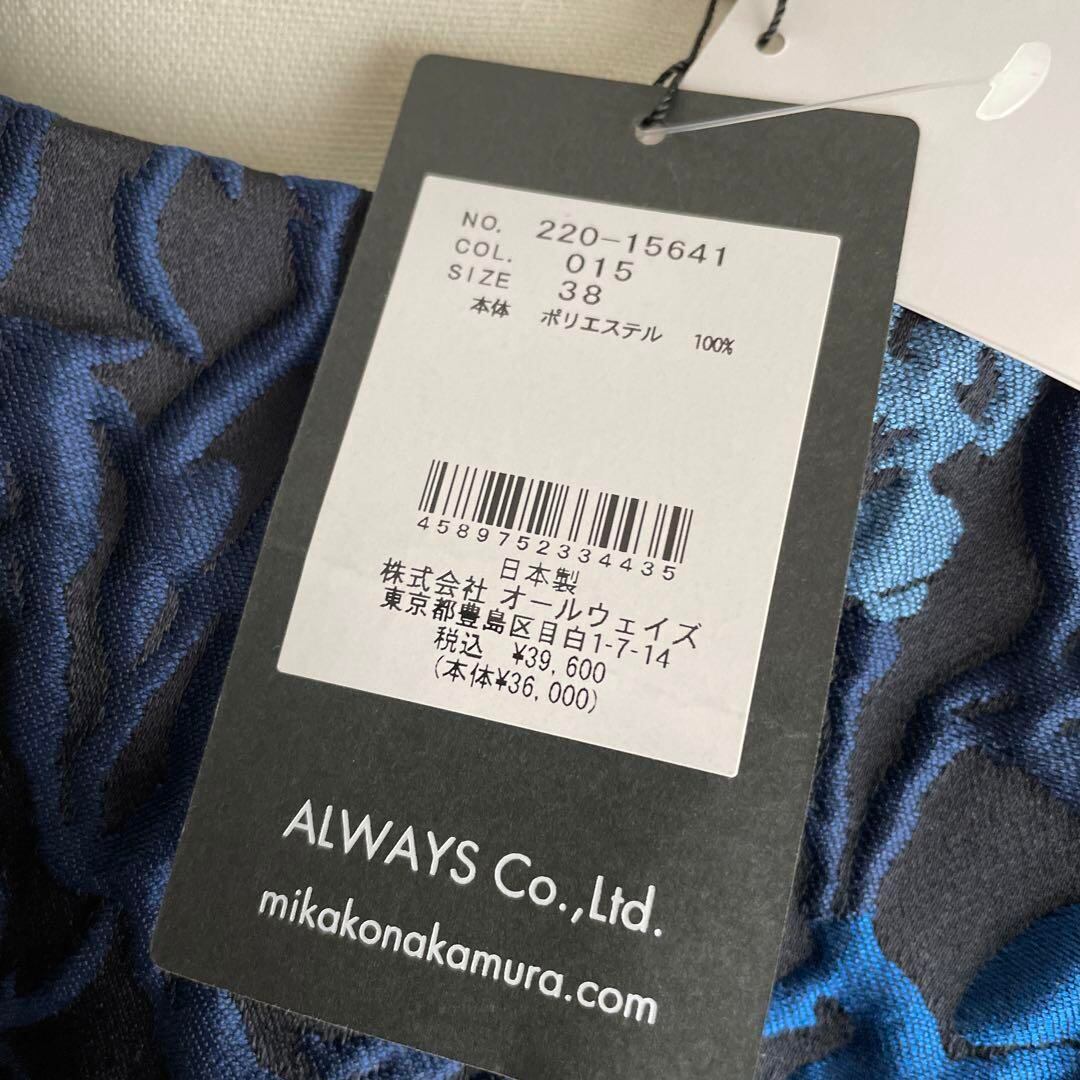 NO. 220-15641
COL. 015
SIZE 38
本体 ポリエステル 100%
4589752334435
日本製
株式会社 オールウェイズ
東京都豊島区目白1-7-14
税込 ¥39,600
(本体¥36,000)
ALWAYS Co.,Ltd.
mikakonakamura.com